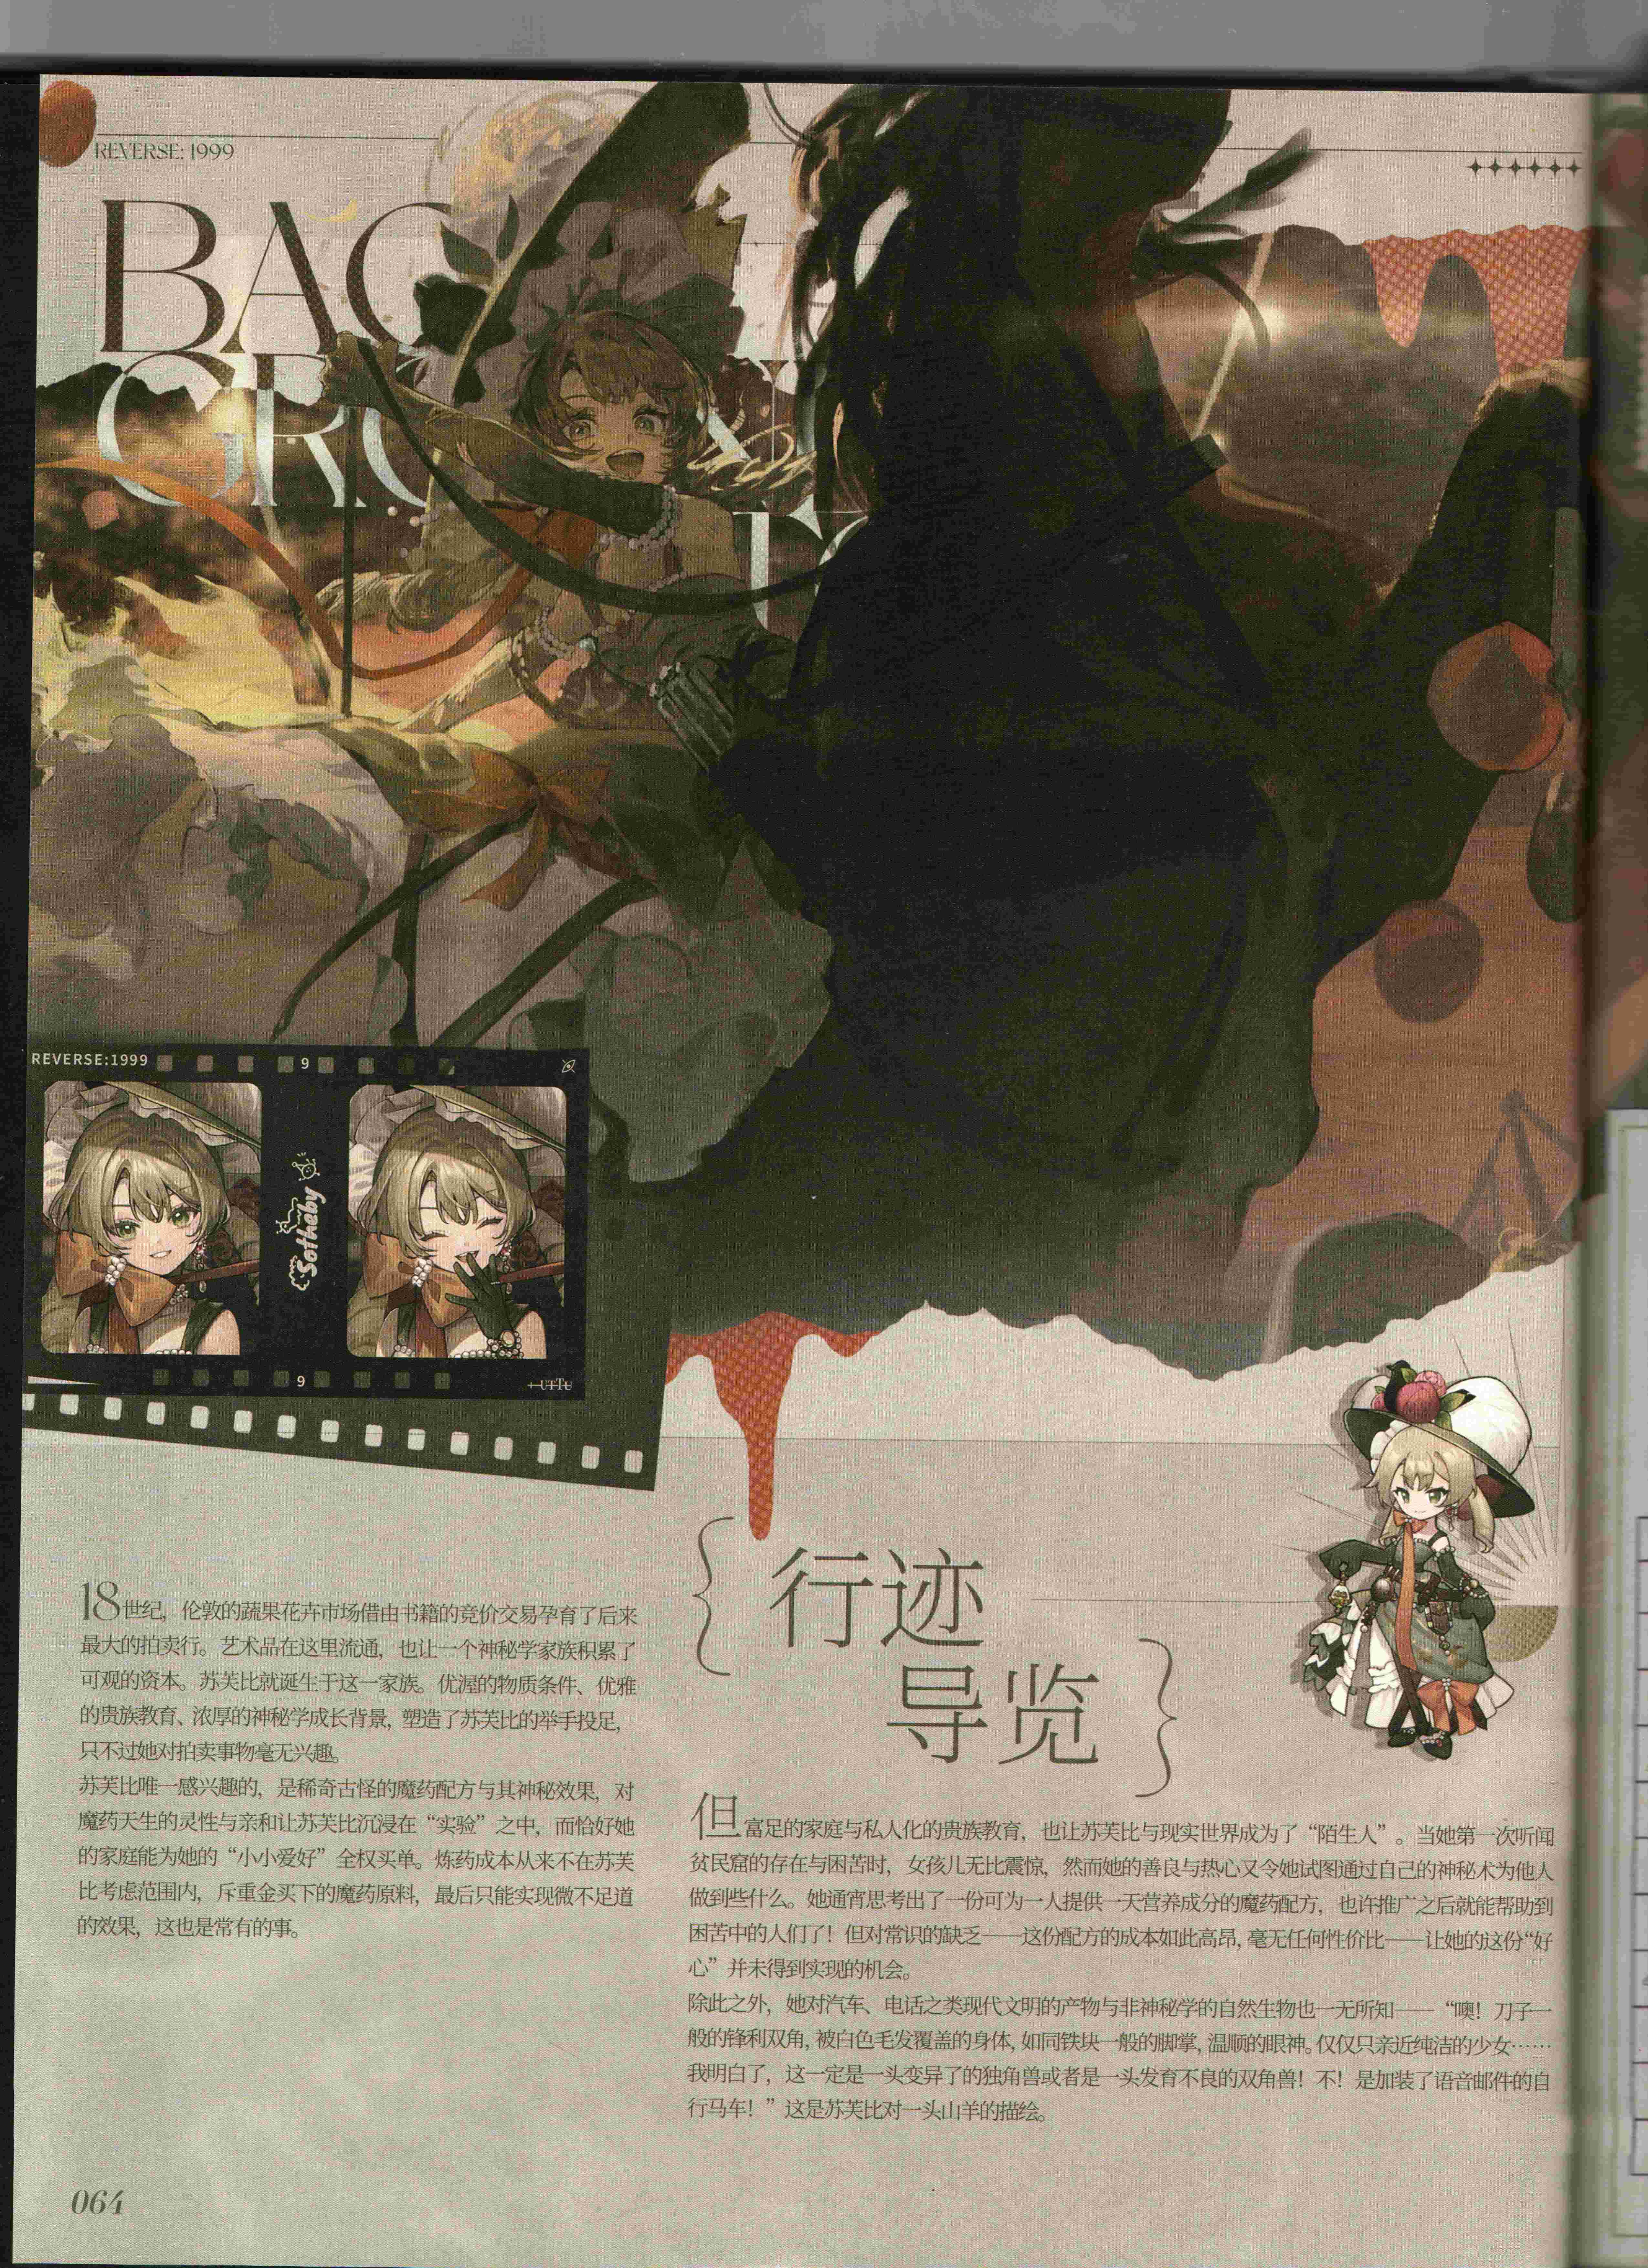 REVERSE: 1999
BAC
GRO
REVERSE:1999
9
Sotheby
9
UTTU
行迹
导览
18世纪，伦敦的蔬果花卉市场借由书籍的竞价交易孕育了后来
最大的拍卖行。艺术品在这里流通，也让一个神秘学家族积累了
可观的资本。苏芙比就诞生于这一家族。优渥的物质条件、优雅
的贵族教育、浓厚的神秘学成长背景，塑造了苏芙比的举手投足，
只不过她对拍卖事物毫无兴趣。
苏芙比唯一感兴趣的，是稀奇古怪的魔药配方与其神秘效果，对
魔药天生的灵性与亲和让苏芙比沉浸在“实验”之中，而恰好她
的家庭能为她的“小小爱好”全权买单。炼药成本从来不在苏芙
比考虑范围内，斥重金买下的魔药原料，最后只能实现微不足道
的效果，这也是常有的事。
但富足的家庭与私人化的贵族教育，也让苏芙比与现实世界成为了“陌生人”。当她第一次听闻
贫民窟的存在与困苦时，女孩儿无比震惊，然而她的善良与热心又令她试图通过自己的神秘术为他人
做到些什么。她通宵思考出了一份可为一人提供一天营养成分的魔药配方，也许推广之后就能帮助到
困苦中的人们了！但对常识的缺乏——这份配方的成本如此高昂，毫无任何性价比——让她的这份“好
心”并未得到实现的机会。
除此之外，她对汽车、电话之类现代文明的产物与非神秘学的自然生物也一无所知——“噢！刀子一
般的锋利双角，被白色毛发覆盖的身体，如同铁块一般的脚掌，温顺的眼神。仅仅只亲近纯洁的少女……
我明白了，这一定是一头变异了的独角兽或者是一头发育不良的双角兽！不！是加装了语音邮件的自
行马车！”这是苏芙比对一头山羊的描绘。
064